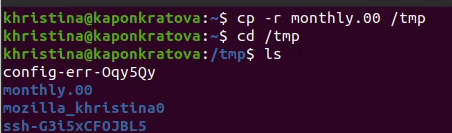 khristina@kaponkratova:~$ cp -r monthly.00 /tmp
khristina@kaponkratova:~$ cd /tmp
khristina@kaponkratova:/tmp$ ls
config-err-Oqy5Qy
monthly.00
mozilla_khristina0
ssh-G3i5xCFOJBL5